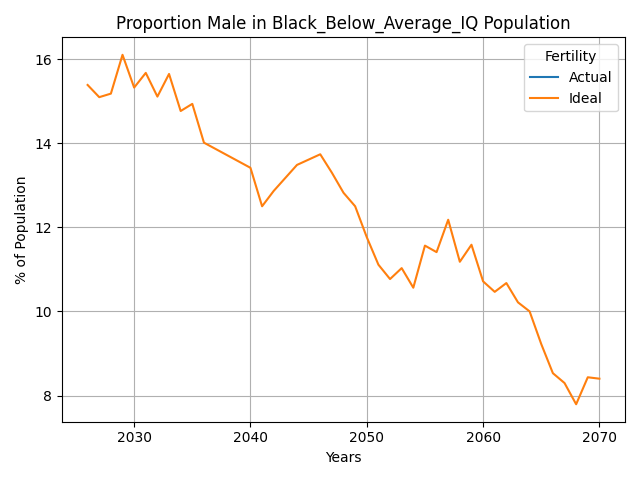 Proportion Male in Black_Below_Average_IQ Population
% of Population
16
14
12
10
8
Fertility
Actual
Ideal
2030
2040
2050
2060
2070
Years